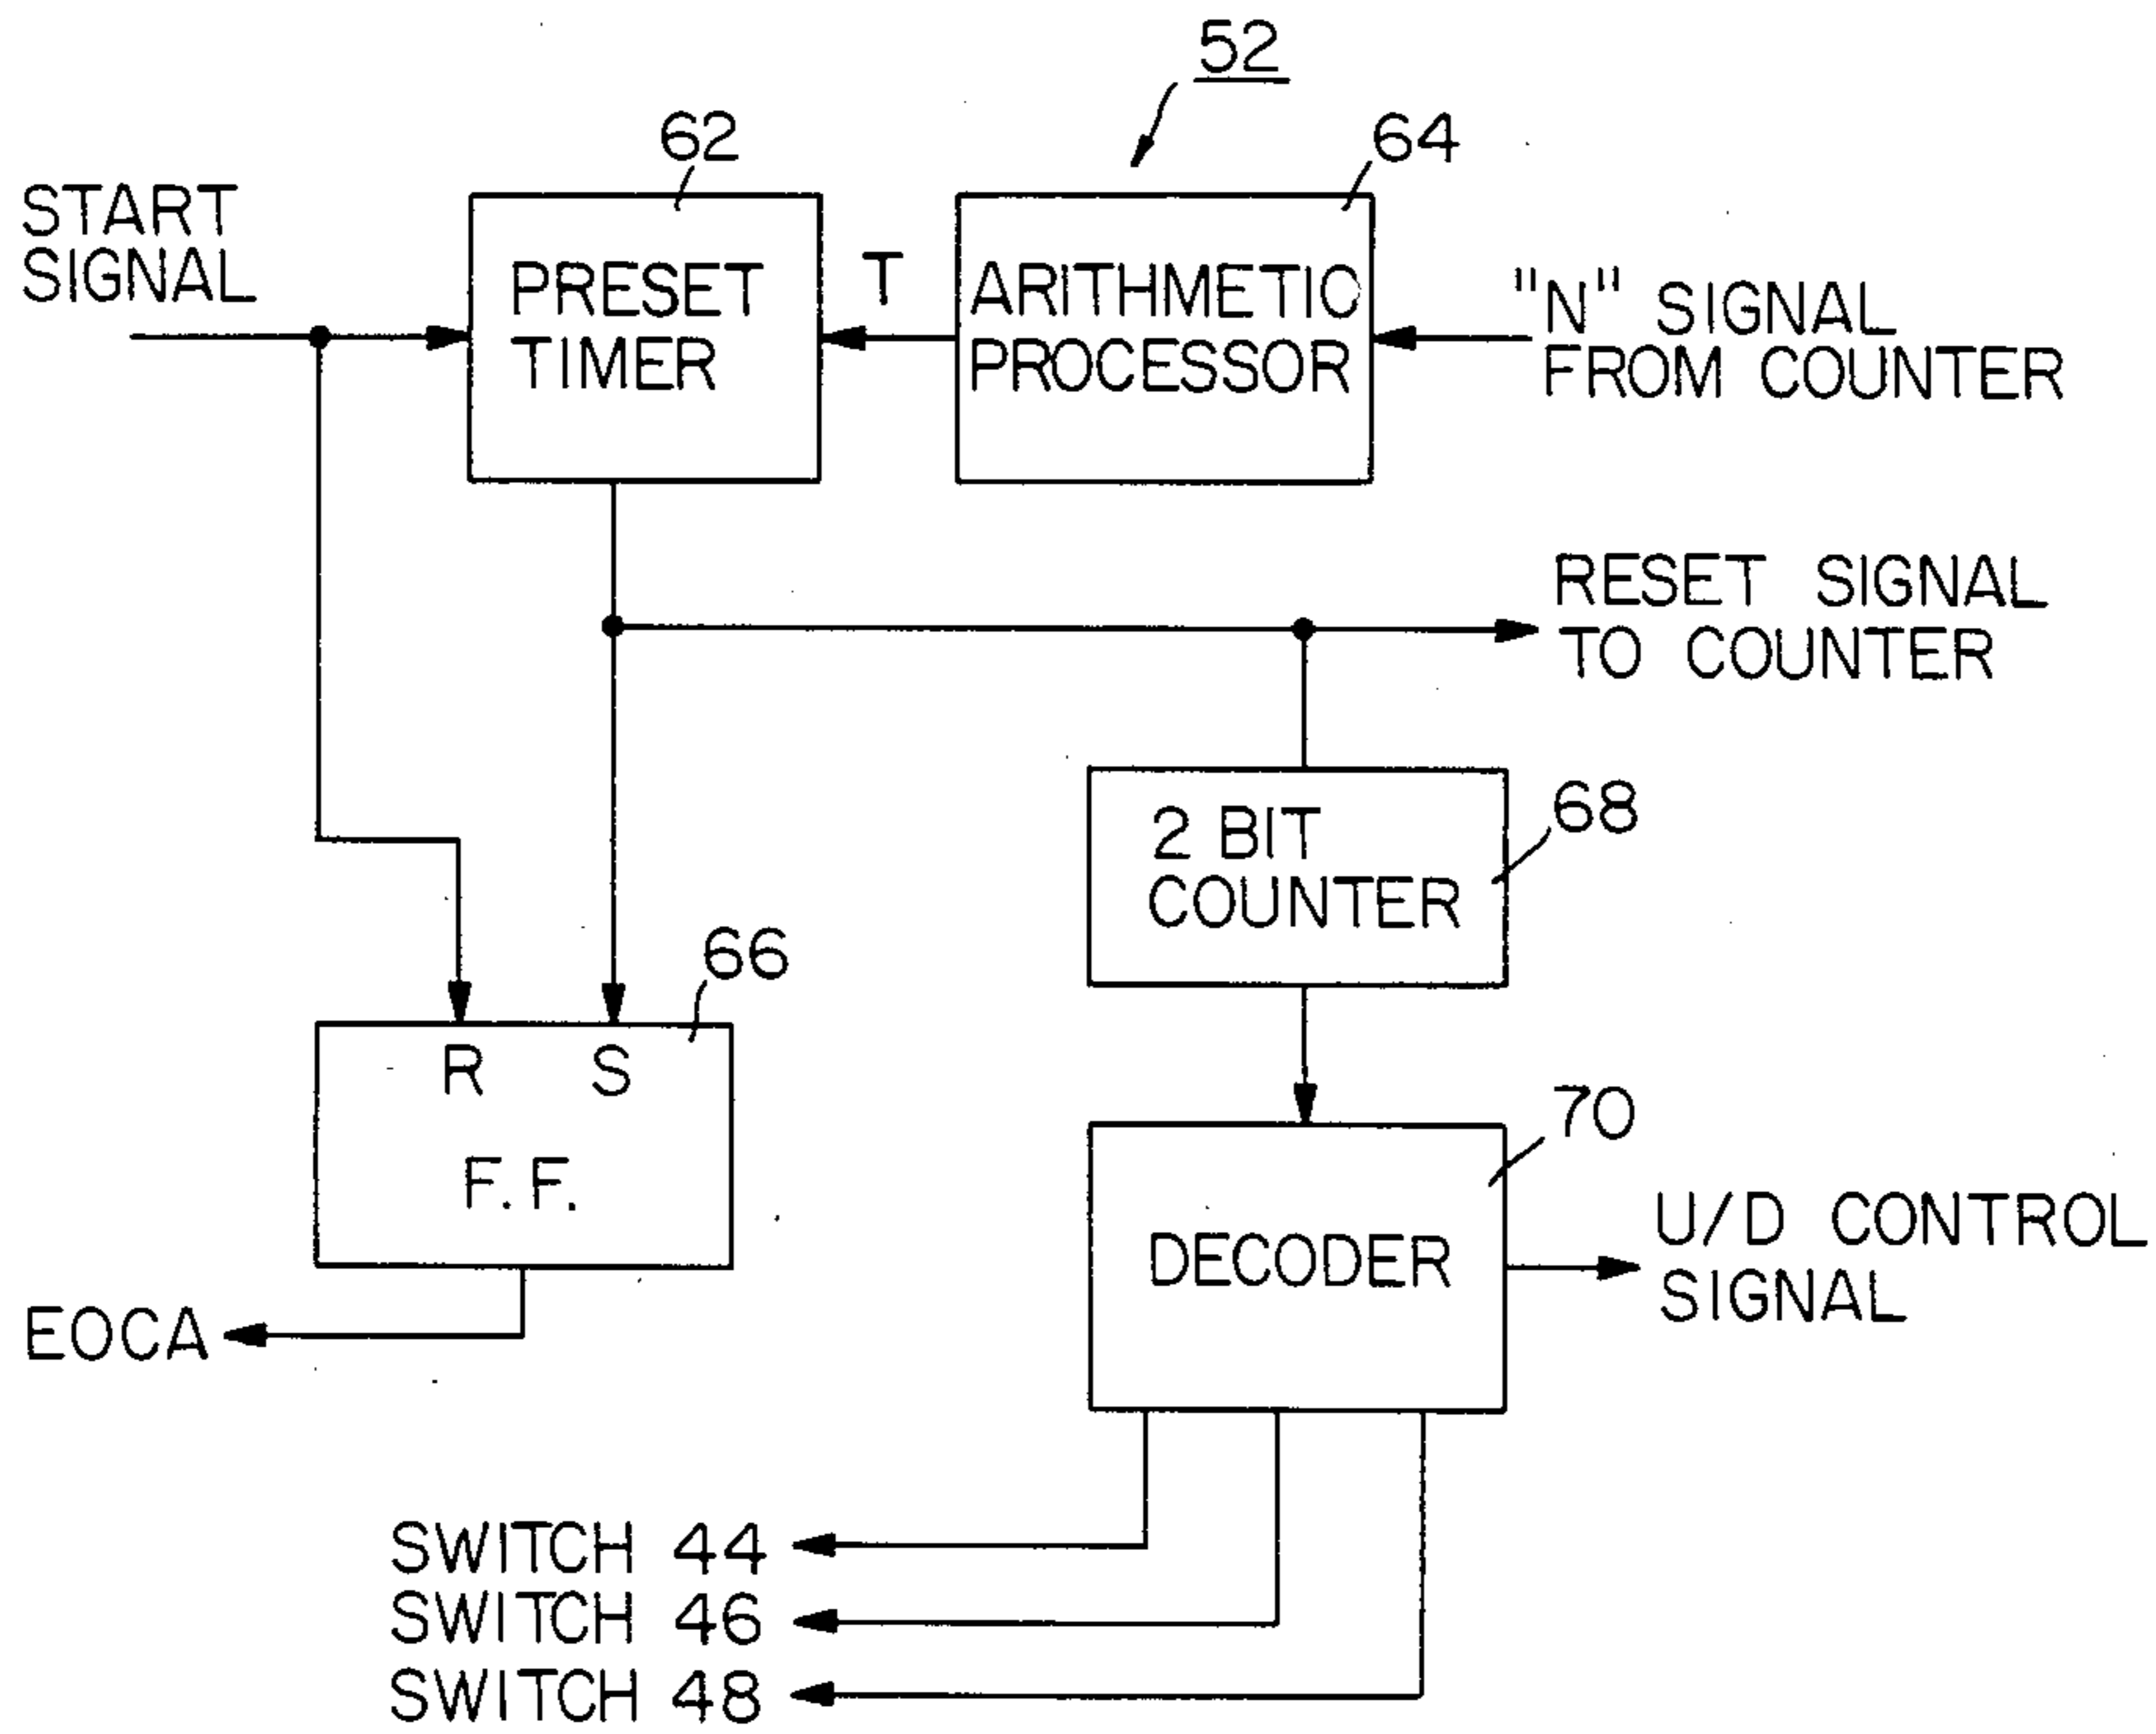 52
62
64
START
SIGNAL
PRESET
TIMER
T
ARITHMETIC
PROCESSOR
"N" SIGNAL
FROM COUNTER
RESET SIGNAL
TO COUNTER
2 BIT
COUNTER
68
66
R S
F.F.
70
DECODER
U/D CONTROL
SIGNAL
EOCA
SWITCH 44
SWITCH 46
SWITCH 48